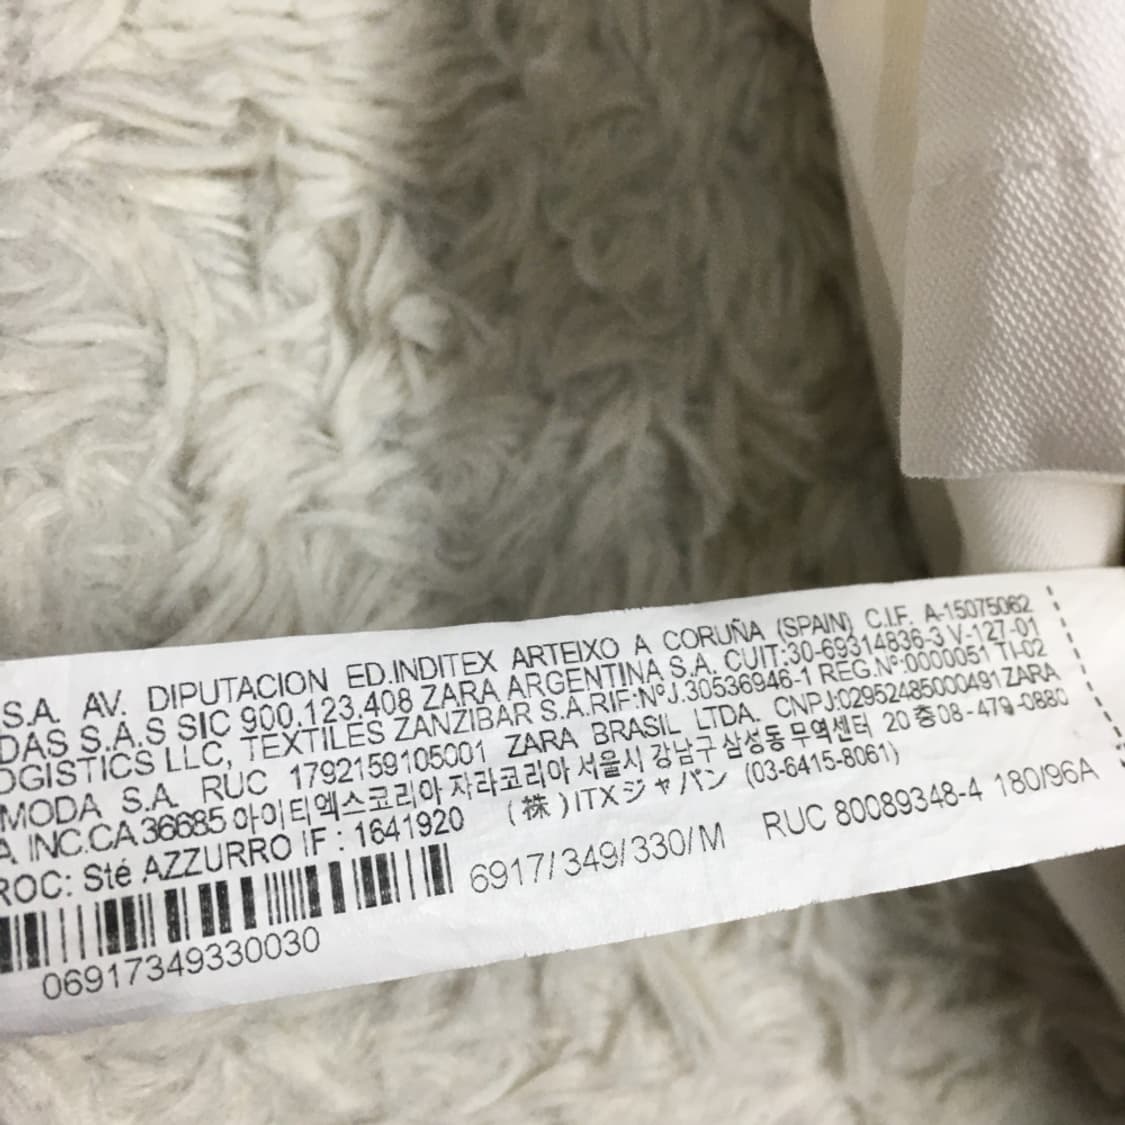 S.A. AV. DIPUTACION ED.INDITEX ARTEIXO A CORUÑA (SPAIN) C.I.F. A-15075062
DAS S.A.S SIC 900.123.408 ZARA ARGENTINA S.A. CUIT:30-69314836-3 V-127-01
OGISTICS LLC, TEXTILES ZANZIBAR S.A.RIF:NºJ.30536946-1 REG.Nº:0000051 TI-02
MODA S.A. RUC 1792159105001 ZARA BRASIL LTDA. CNPJ:02952485000491ZARA
A INC.CA 36685 아이티엑스코리아 자라코리아 서울시 강남구 삼성동 무역센터 20층 08-479-0880
ROC: Sté AZZURRO IF : 1641920 (株)ITXジャパン (03-6415-8061)
6917/349/330/M RUC 80089348-4 180/96A
06917349330030